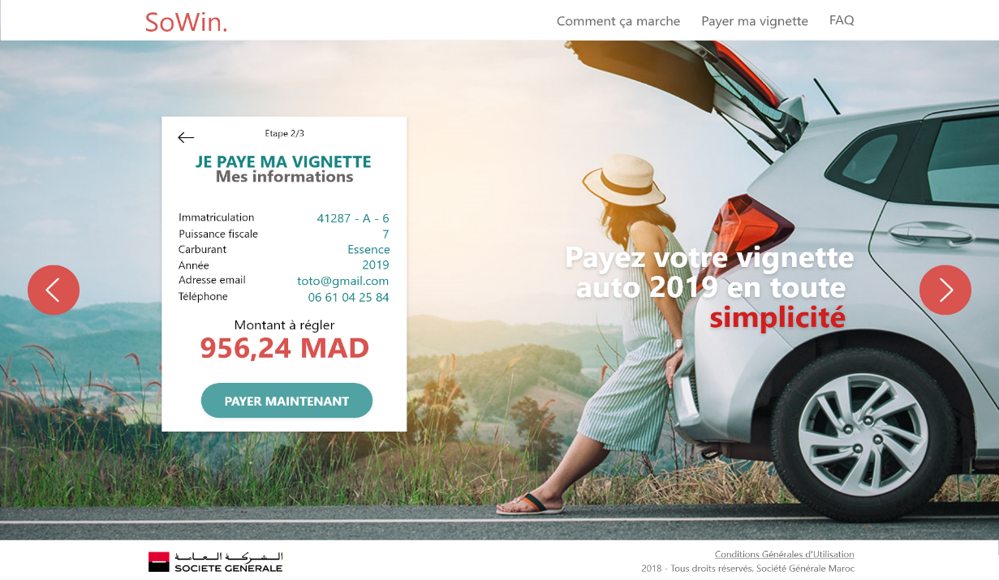 SoWin.
Comment ça marche
Payer ma vignette
FAQ
Etape 2/3
JE PAYE MA VIGNETTE
Mes informations
Immatriculation 41287 - A - 6
Puissance fiscale 7
Carburant Essence
Année 2019
Adresse email toto@gmail.com
Téléphone 06 61 04 25 84
Montant à régler
956,24 MAD
PAYER MAINTENANT
Payez votre vignette
auto 2019 en toute
simplicité
الشركة العامة
SOCIETE GENERALE
Conditions Générales d'Utilisation
2018 - Tous droits réservés. Société Générale Maroc